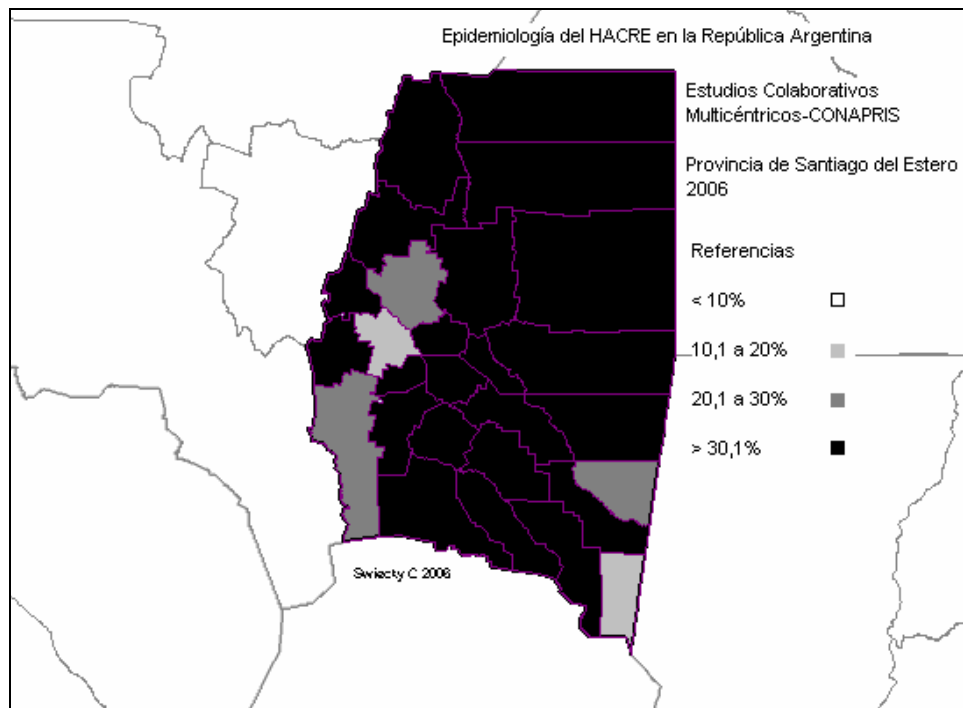 Epidemiología del HACRE en la República Argentina
Estudios Colaborativos
Multicéntricos-CONAPRIS
Provincia de Santiago del Estero
2006
Referencias
< 10%
10,1 a 20%
20,1 a 30%
> 30,1%
Swiecty C 2006